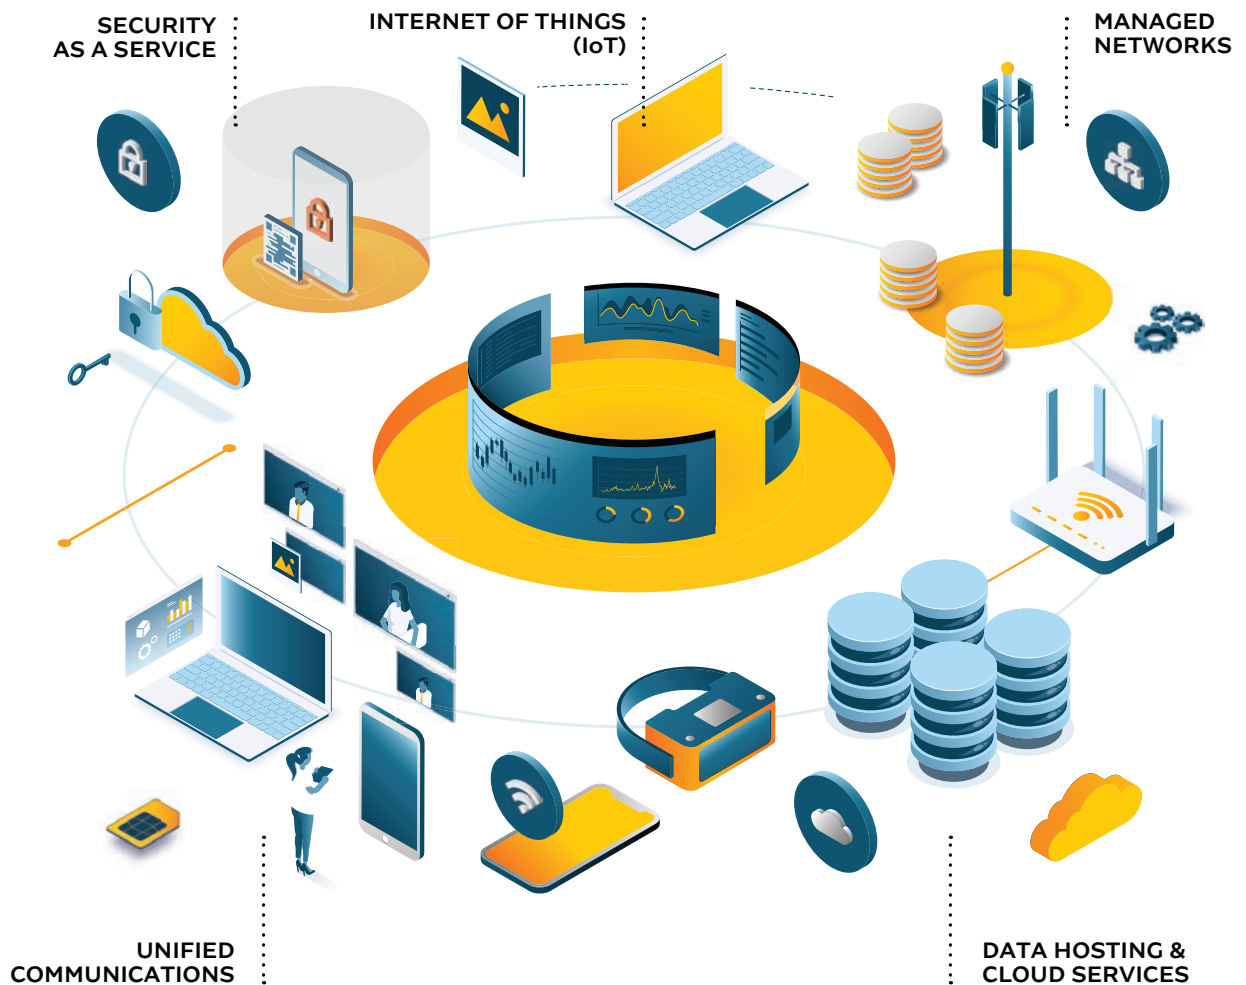 SECURITY
AS A SERVICE
INTERNET OF THINGS
(IoT)
MANAGED
NETWORKS
UNIFIED
COMMUNICATIONS
DATA HOSTING &
CLOUD SERVICES